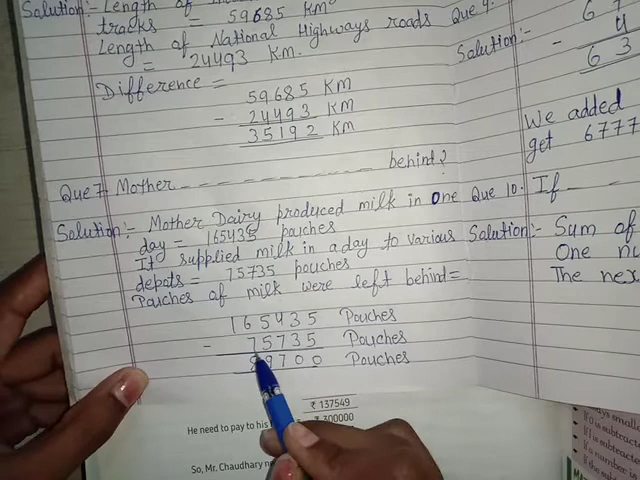 Solution:- Length of
tracks = 59685 Km
Length of National Highways roads Que 9.
= 24493 Km.
Difference =
59685 Km
- 24493 Km
35192 Km
Que 7. Mother _ _ _ _ _ _ _ _ _ _ behind?
Solution:- Mother Dairy produced milk in one
day = 165435 pouches
It supplied milk in a day to various
depots = 75735 pouches
Pouches of milk were left behind =
165435 Pouches
- 75735 Pouches
89700 Pouches
Solution:-
6 3
We added
get 6777
Que 10. If
Solution:- Sum of
One
The
₹ 137549
₹ 300000
He need to pay to his
So, Mr. Chaudhary